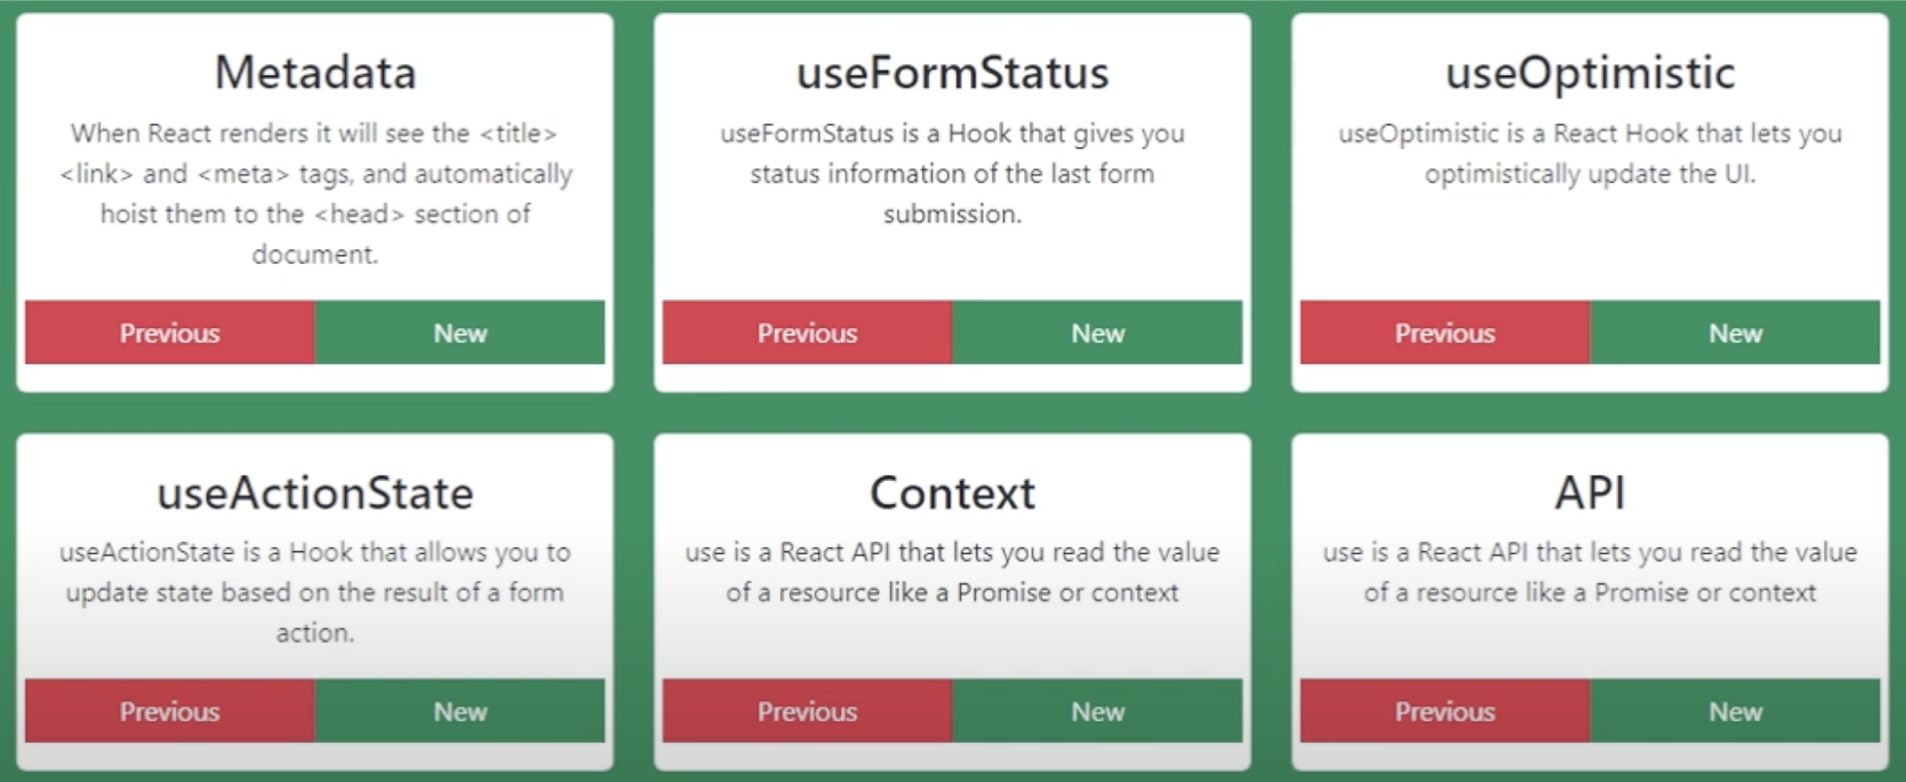 Metadata
When React renders it will see the <title>
<link> and <meta> tags, and automatically
hoist them to the <head> section of
document.
Previous New
useFormStatus
useFormStatus is a Hook that gives you
status information of the last form
submission.
Previous New
useOptimistic
useOptimistic is a React Hook that lets you
optimistically update the UI.
Previous New
useActionState
useActionState is a Hook that allows you to
update state based on the result of a form
action.
Previous New
Context
use is a React API that lets you read the value
of a resource like a Promise or context
Previous New
API
use is a React API that lets you read the value
of a resource like a Promise or context
Previous New